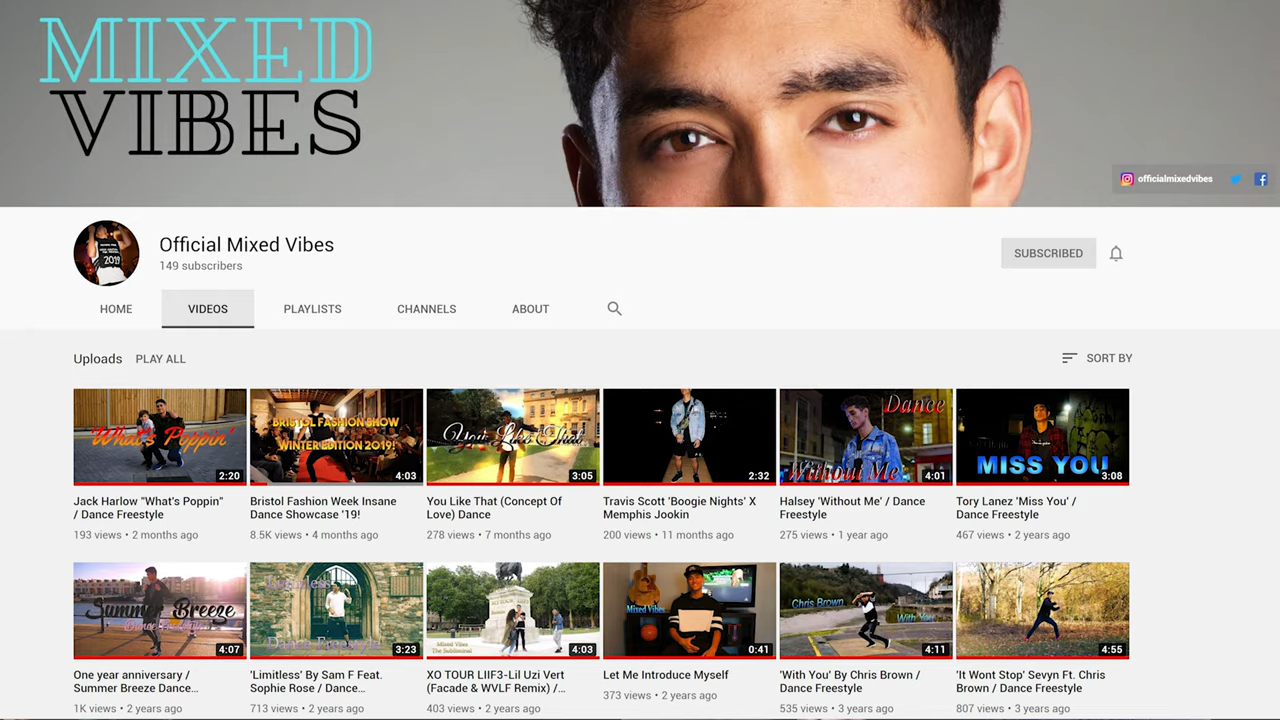 MIXED
VIBES
officialmixedvibes
2019
Official Mixed Vibes
149 subscribers
SUBSCRIBED
HOME VIDEOS PLAYLISTS CHANNELS ABOUT
Uploads PLAY ALL
SORT BY
"What's Poppin'"
2:20
BRISTOL FASHION SHOW
WINTER EDITION 2019!
4:03
You Like That
3:05
2:32
Dance
Without Me
4:01
MISS YOU
3:08
Jack Harlow "What's Poppin"
/ Dance Freestyle
193 views • 2 months ago
Bristol Fashion Week Insane
Dance Showcase '19!
8.5K views • 4 months ago
You Like That (Concept Of
Love) Dance
278 views • 7 months ago
Travis Scott 'Boogie Nights' X
Memphis Jookin
200 views • 11 months ago
Halsey 'Without Me' / Dance
Freestyle
275 views • 1 year ago
Tory Lanez 'Miss You' /
Dance Freestyle
467 views • 2 years ago
Summer Breeze
Dance Freestyle
4:07
Limitless
Dance Freestyle
3:23
Mixed Vibes
The Subliminal
4:03
Mixed Vibes
0:41
Chris Brown
With You
4:11
4:55
One year anniversary /
Summer Breeze Dance...
1K views • 2 years ago
'Limitless' By Sam F Feat.
Sophie Rose / Dance...
713 views • 2 years ago
XO TOUR LIIF3-Lil Uzi Vert
(Facade & WVLF Remix) /...
403 views • 2 years ago
Let Me Introduce Myself
373 views • 2 years ago
'With You' By Chris Brown /
Dance Freestyle
535 views • 3 years ago
'It Wont Stop' Sevyn Ft. Chris
Brown / Dance Freestyle
807 views • 3 years ago